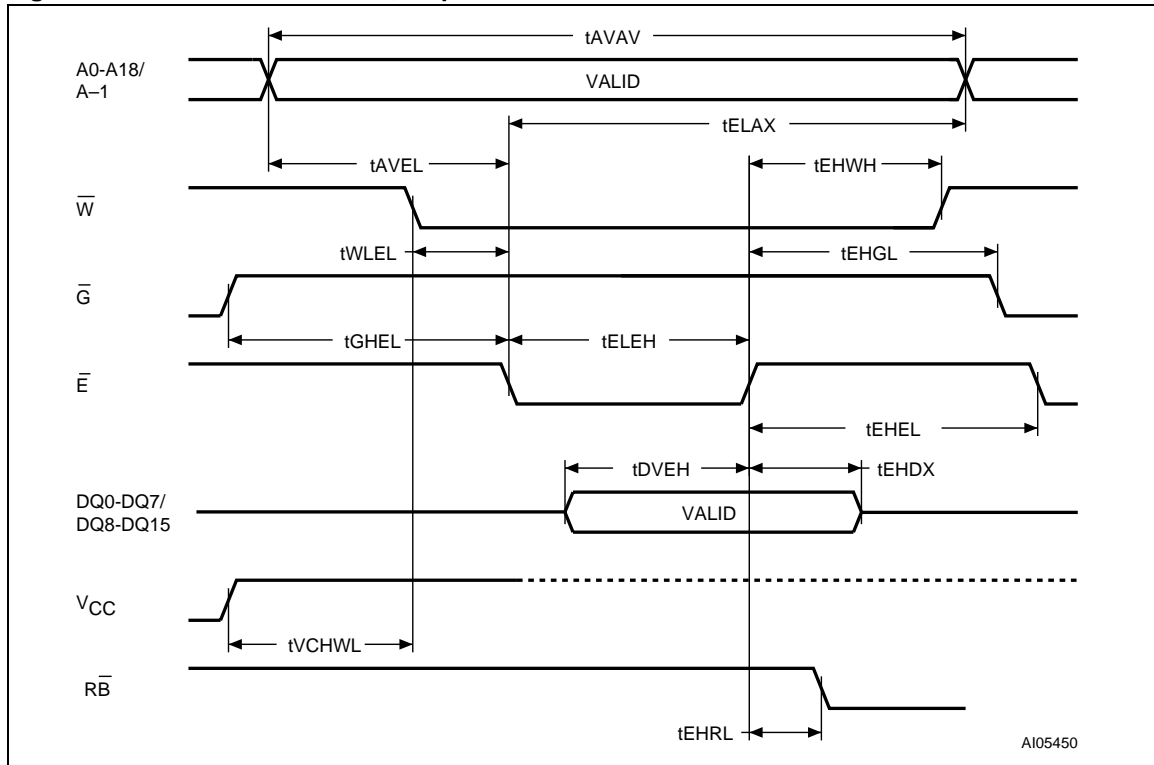 tAVAV
A0-A18/
A–1
VALID
tELAX
tAVEL
tEHWH
W̅
tWLEL
tEHGL
G̅
tGHEL
tELEH
E̅
tEHEL
tDVEH
tEHDX
DQ0-DQ7/
DQ8-DQ15
VALID
VCC
tVCHWL
RB̅
tEHRL
AI05450